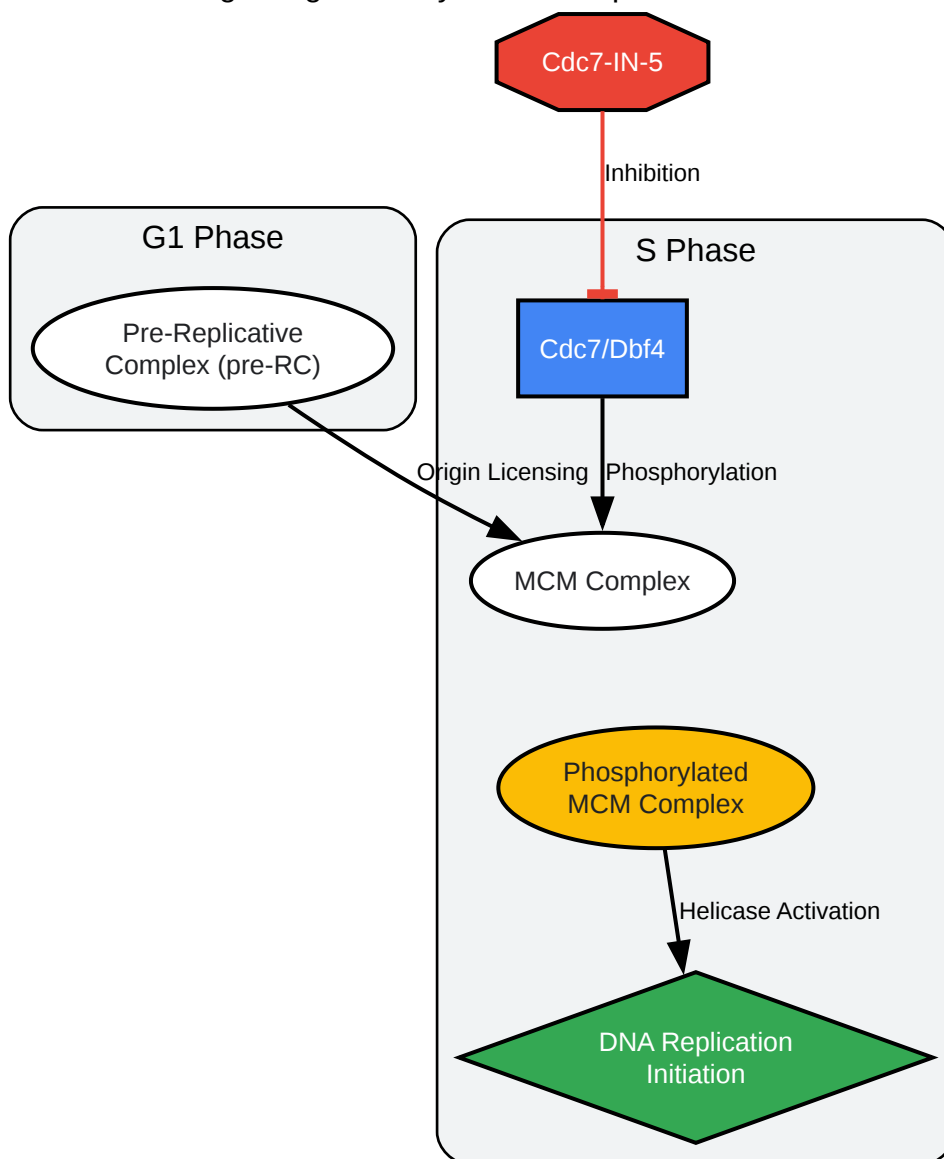 Cdc7-IN-5
Inhibition
G1 Phase
S Phase
Pre-Replicative
Complex (pre-RC)
Cdc7/Dbf4
Origin Licensing
Phosphorylation
MCM Complex
Phosphorylated
MCM Complex
Helicase Activation
DNA Replication
Initiation